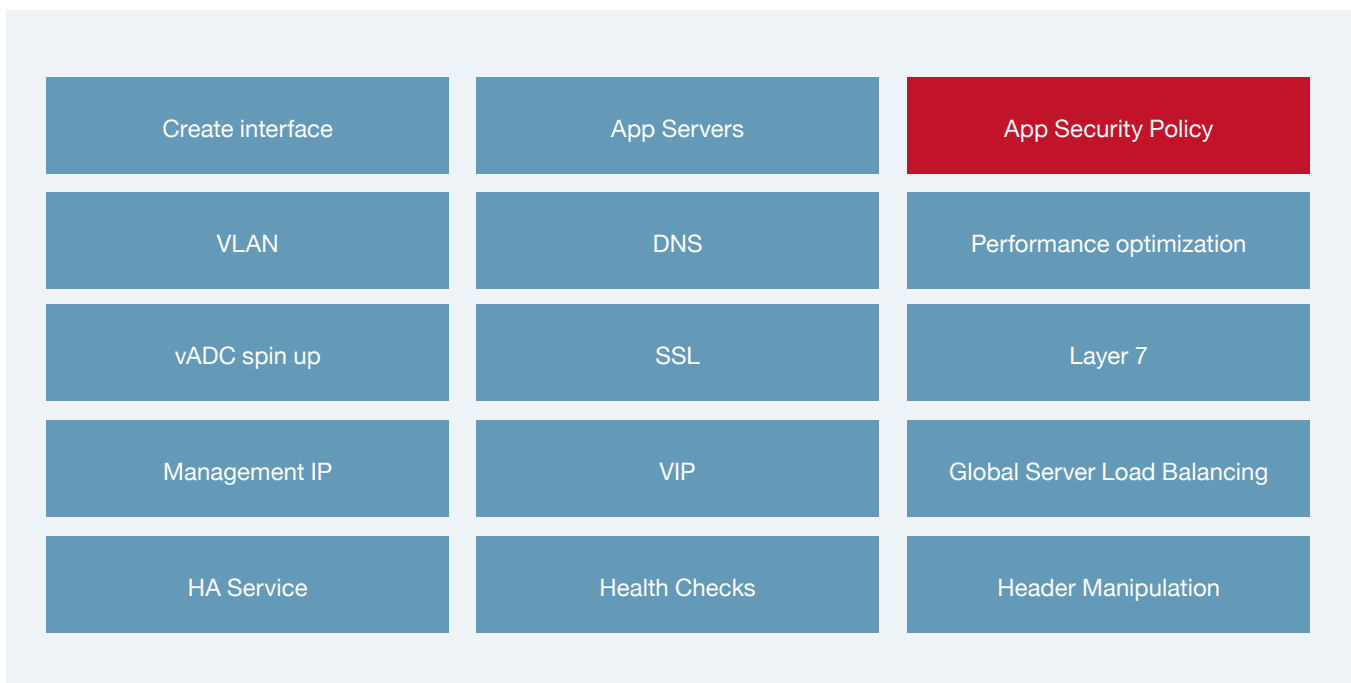 Create interface
App Servers
App Security Policy
VLAN
DNS
Performance optimization
vADC spin up
SSL
Layer 7
Management IP
VIP
Global Server Load Balancing
HA Service
Health Checks
Header Manipulation